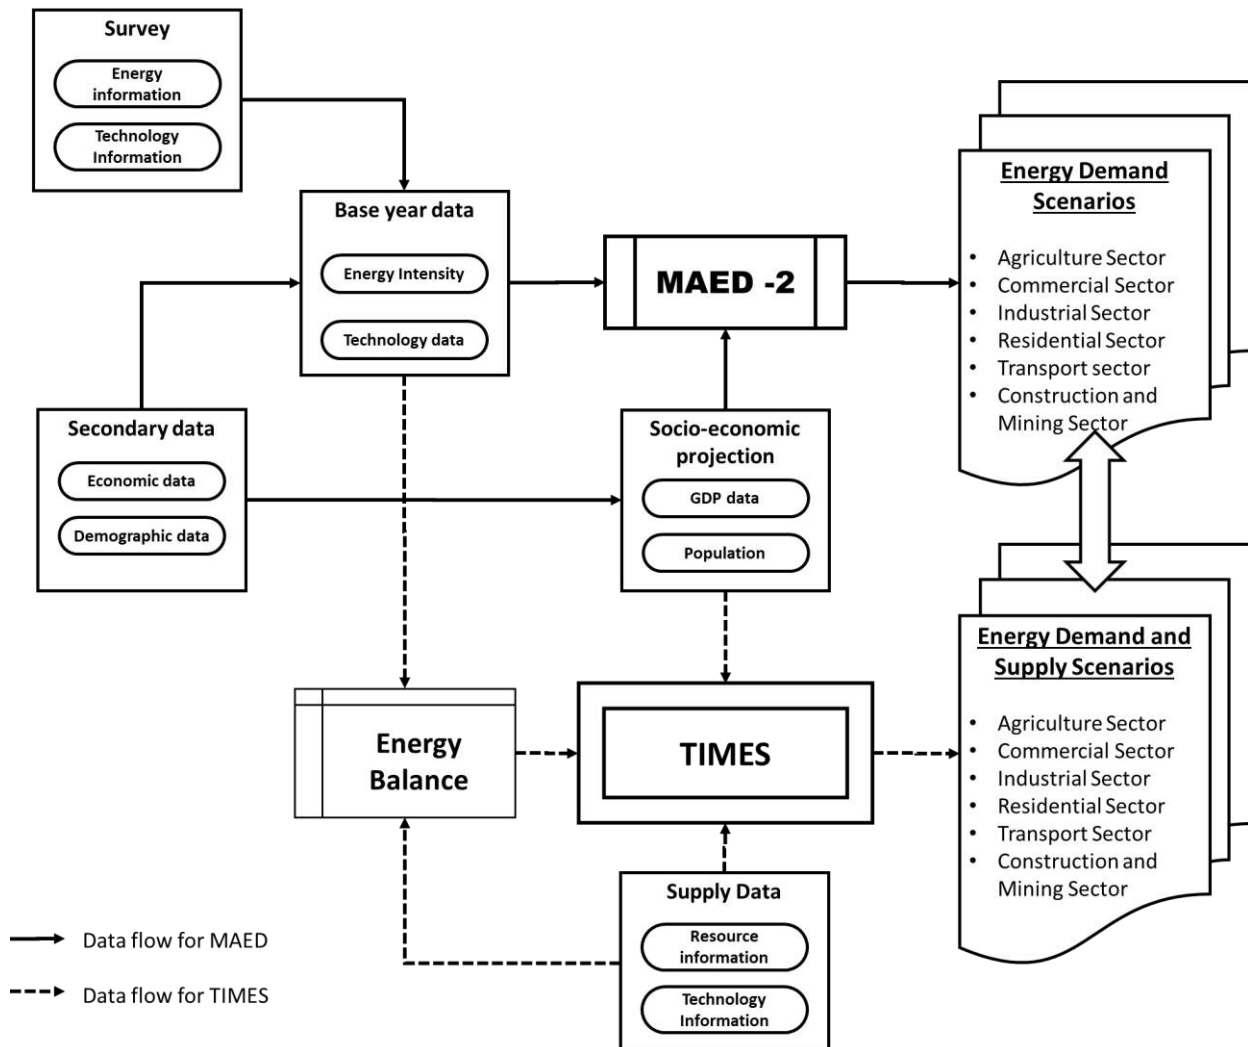 Survey
Energy
information
Technology
Information
Base year data
Energy Intensity
Technology data
MAED -2
Energy Demand
Scenarios
• Agriculture Sector
• Commercial Sector
• Industrial Sector
• Residential Sector
• Transport sector
• Construction and
Mining Sector
Secondary data
Economic data
Demographic data
Socio-economic
projection
GDP data
Population
Energy
Balance
TIMES
Energy Demand and
Supply Scenarios
• Agriculture Sector
• Commercial Sector
• Industrial Sector
• Residential Sector
• Transport Sector
• Construction and
Mining Sector
Supply Data
Resource
information
Technology
Information
Data flow for MAED
Data flow for TIMES